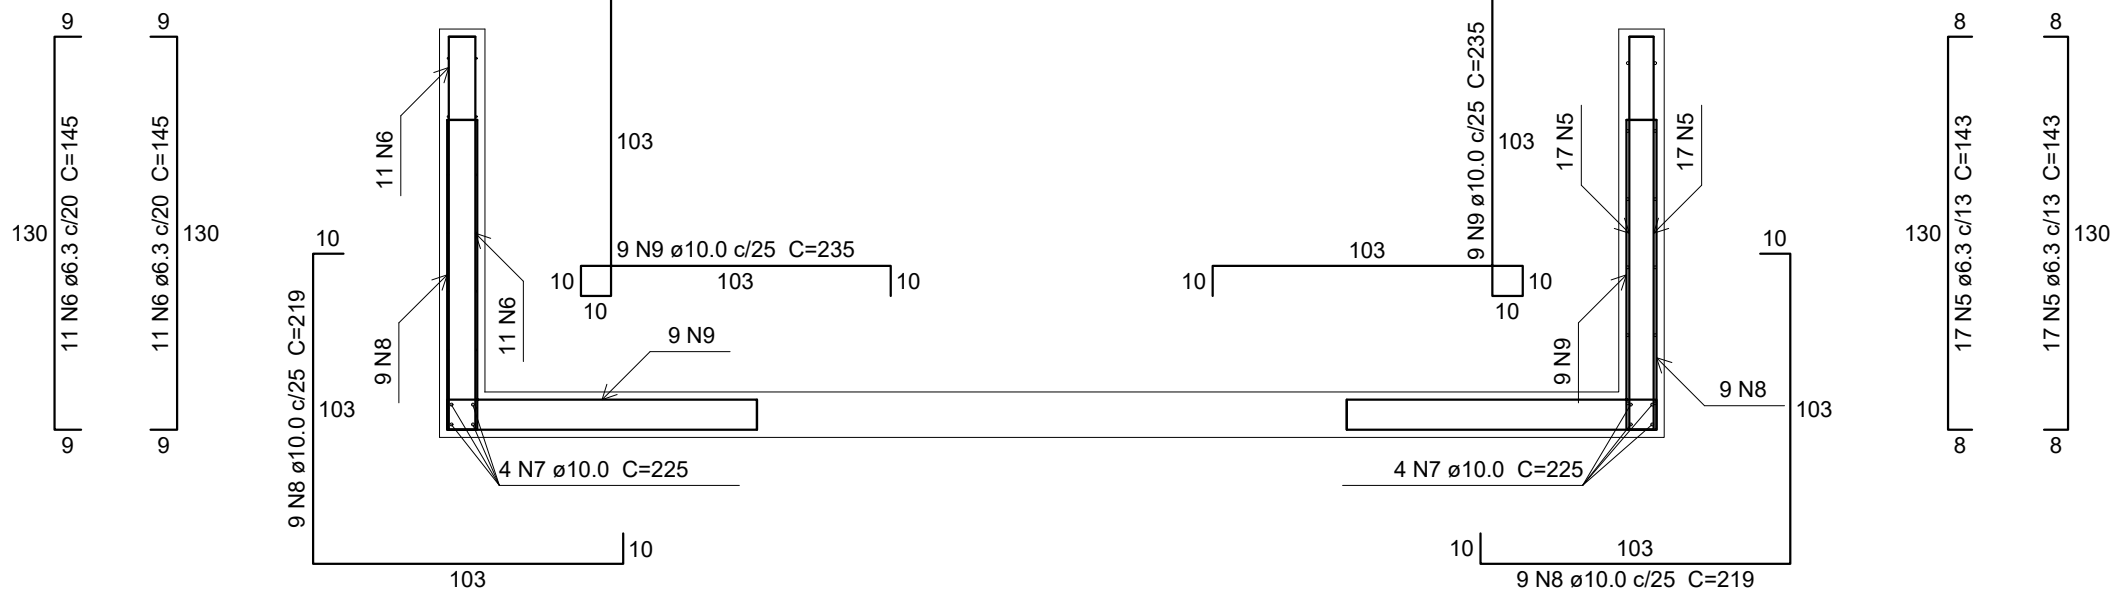 9
130
11 N6 ø6.3 c/20 C=145
9
9
11 N6 ø6.3 c/20 C=145
130
9
10
9 N8 ø10.0 c/25 C=219
103
10
103
11 N6
9 N8
11 N6
103
9 N9 ø10.0 c/25 C=235
10
103
10
10
9 N9
4 N7 ø10.0 C=225
9 N9 ø10.0 c/25 C=235
103
103
10
10
10
17 N5
17 N5
9 N9
9 N8
4 N7 ø10.0 C=225
10
103
10
103
9 N8 ø10.0 c/25 C=219
8
130
17 N5 ø6.3 c/13 C=143
8
8
17 N5 ø6.3 c/13 C=143
130
8